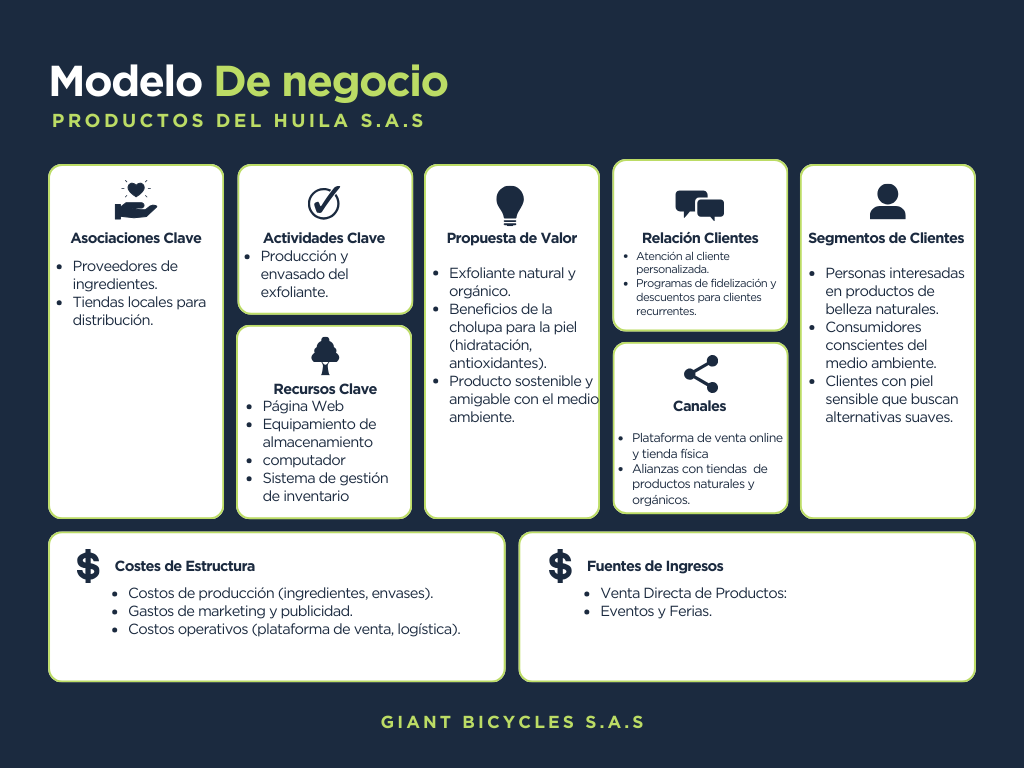 Modelo De negocio
PRODUCTOS DEL HUILA S.A.S
Asociaciones Clave
• Proveedores de
ingredientes.
• Tiendas locales para
distribución.
Actividades Clave
• Producción y
envasado del
exfoliante.
Recursos Clave
• Página Web
• Equipamiento de
almacenamiento
• computador
• Sistema de gestión
de inventario
Propuesta de Valor
• Exfoliante natural y
orgánico.
• Beneficios de la
cholupa para la piel
(hidratación,
antioxidantes).
• Producto sostenible y
amigable con el medio
ambiente.
Relación Clientes
• Atención al cliente
personalizada.
• Programas de fidelización y
descuentos para clientes
recurrentes.
Canales
• Plataforma de venta online
y tienda física
• Alianzas con tiendas de
productos naturales y
orgánicos.
Segmentos de Clientes
• Personas interesadas
en productos de
belleza naturales.
• Consumidores
conscientes del
medio ambiente.
• Clientes con piel
sensible que buscan
alternativas suaves.
$ Costes de Estructura
• Costos de producción (ingredientes, envases).
• Gastos de marketing y publicidad.
• Costos operativos (plataforma de venta, logística).
$ Fuentes de Ingresos
• Venta Directa de Productos:
• Eventos y Ferias.
GIANT BICYCLES S.A.S